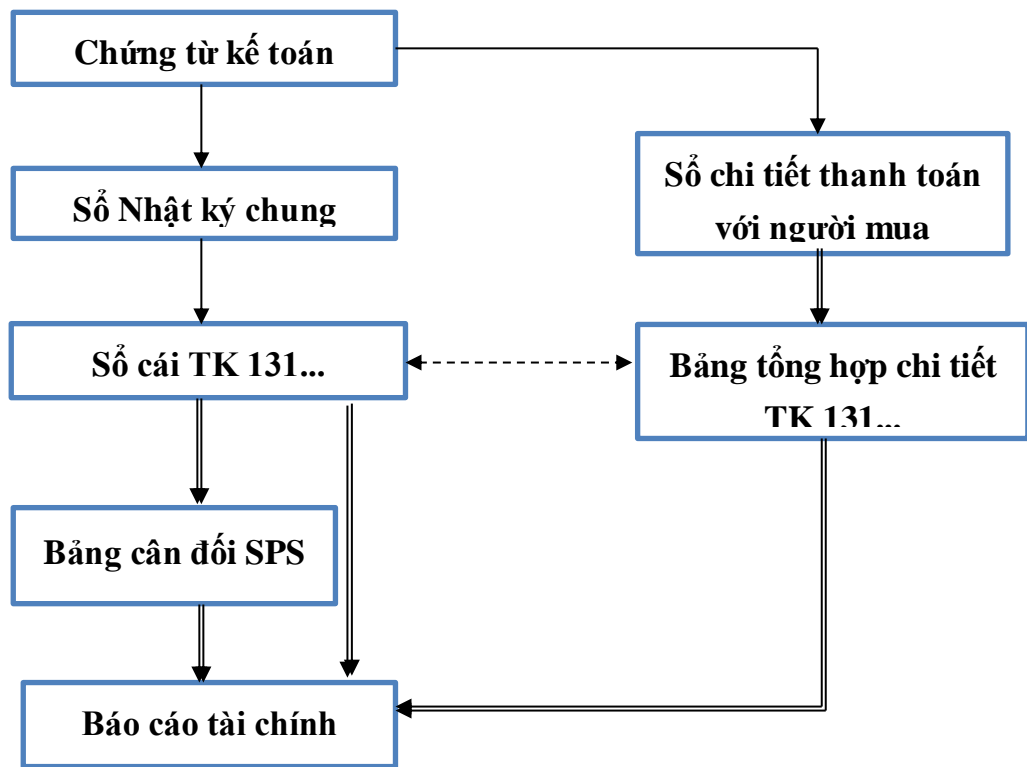 Chứng từ kế toán
Sổ Nhật ký chung
Sổ chi tiết thanh toán
với người mua
Sổ cái TK 131...
Bảng tổng hợp chi tiết
TK 131...
Bảng cân đối SPS
Báo cáo tài chính